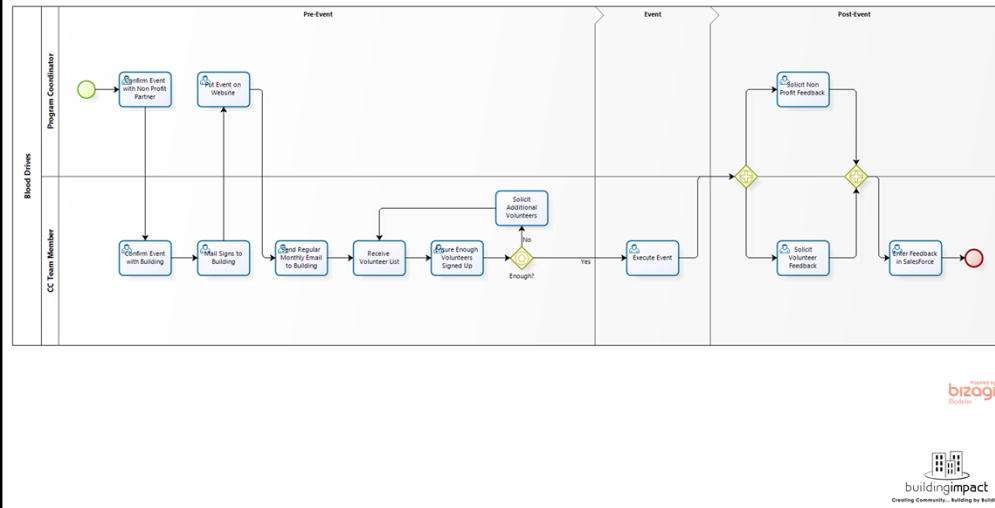 Pre-Event
Event
Post-Event
Blood Drives
Program Coordinator
CC Team Member
Confirm Event
with Non Profit
Partner
Put Event on
Website
Solicit Non
Profit Feedback
Solicit
Additional
Volunteers
No
Confirm Event
with Building
Mail Signs to
Building
Send Regular
Monthly Email
to Building
Receive
Volunteer List
Ensure Enough
Volunteers
Signed Up
Enough?
Yes
Execute Event
Solicit
Volunteer
Feedback
Enter Feedback
in SalesForce
Powered by
bizagi
Modeler
buildingimpact
Creating Community... Building by Buildi